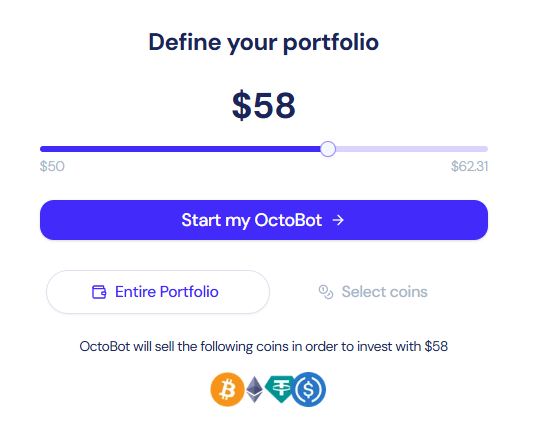 Define your portfolio
$58
$50 $62.31
Start my OctoBot →
Entire Portfolio Select coins
OctoBot will sell the following coins in order to invest with $58